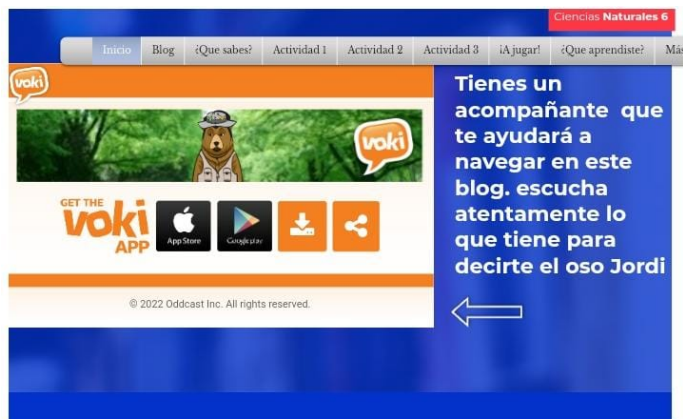 Ciencias Naturales 6
Inicio Blog ¿Que sabes? Actividad 1 Actividad 2 Actividad 3 ¡A jugar! ¿Que aprendiste? Más
voki
voki
GET THE
voki
APP
App Store
Google play
© 2022 Oddcast Inc. All rights reserved.
Tienes un
acompañante que
te ayudará a
navegar en este
blog. escucha
atentamente lo
que tiene para
decirte el oso Jordi